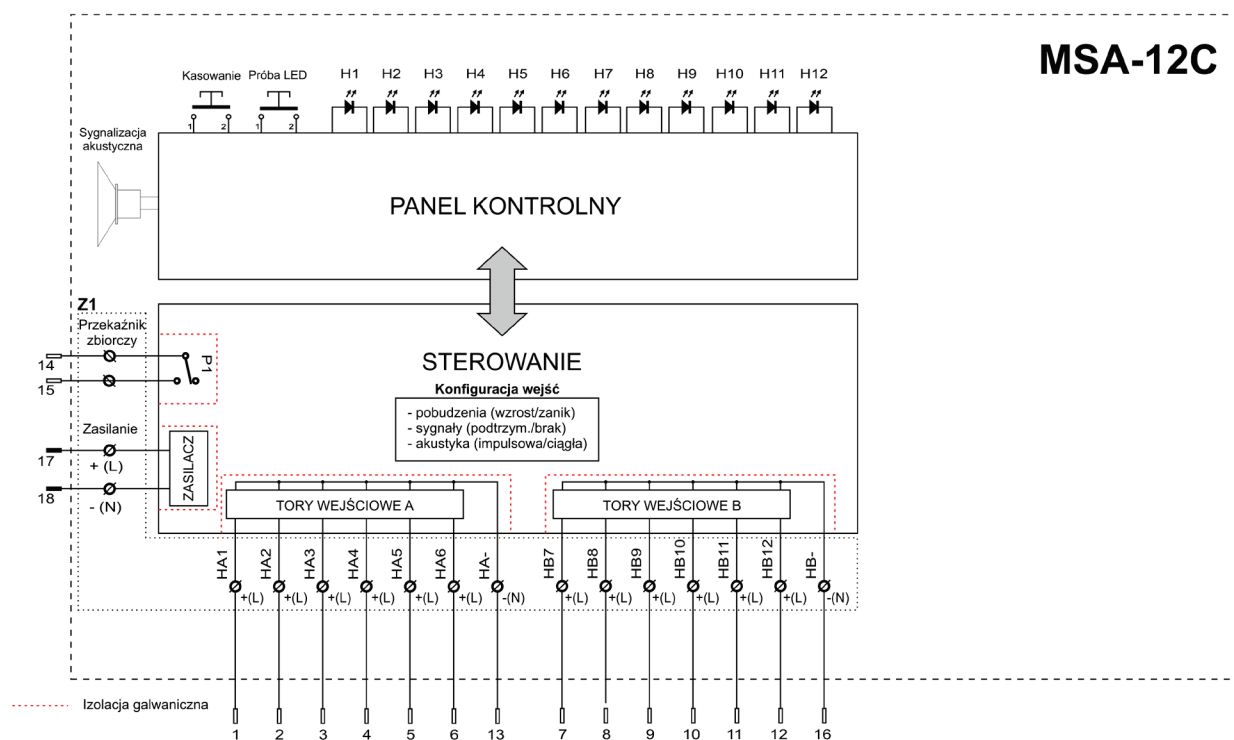 MSA-12C
Kasowanie Próba LED H1 H2 H3 H4 H5 H6 H7 H8 H9 H10 H11 H12
1 2 1 2
Sygnalizacja
akustyczna
PANEL KONTROLNY
Z1
Przekaźnik
zbiorczy
14
15
P1
STEROWANIE
Konfiguracja wejść
- pobudzenia (wzrost/zanik)
- sygnały (podtrzym./brak)
- akustyka (impulsowa/ciągła)
Zasilanie
17
+ (L)
18
- (N)
ZASILACZ
TORY WEJŚCIOWE A
TORY WEJŚCIOWE B
HA1 HA2 HA3 HA4 HA5 HA6 HA- HB7 HB8 HB9 HB10 HB11 HB12 HB-
+(L) +(L) +(L) +(L) +(L) +(L) -(N) +(L) +(L) +(L) +(L) +(L) +(L) -(N)
Izolacja galwaniczna
1 2 3 4 5 6 13 7 8 9 10 11 12 16